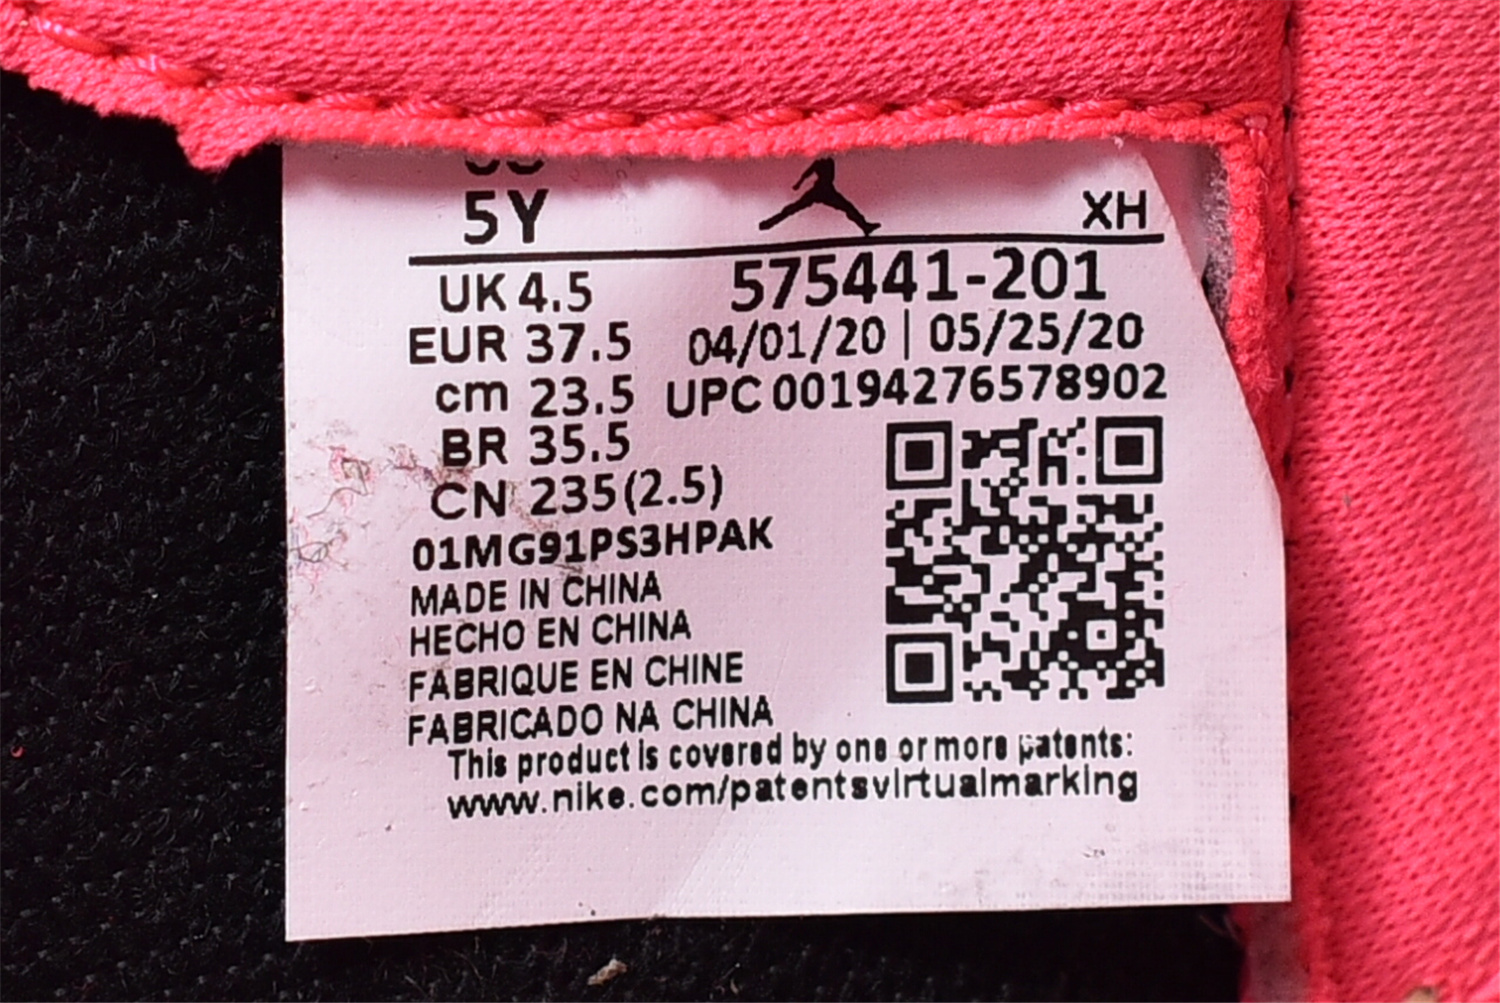 5Y
XH
UK 4.5
575441-201
EUR 37.5
04/01/20 | 05/25/20
cm 23.5
UPC 00194276578902
BR 35.5
CN 235(2.5)
01MG91PS3HPAK
MADE IN CHINA
HECHO EN CHINA
FABRIQUE EN CHINE
FABRICADO NA CHINA
This product is covered by one or more patents:
www.nike.com/patentsvirtualmarking